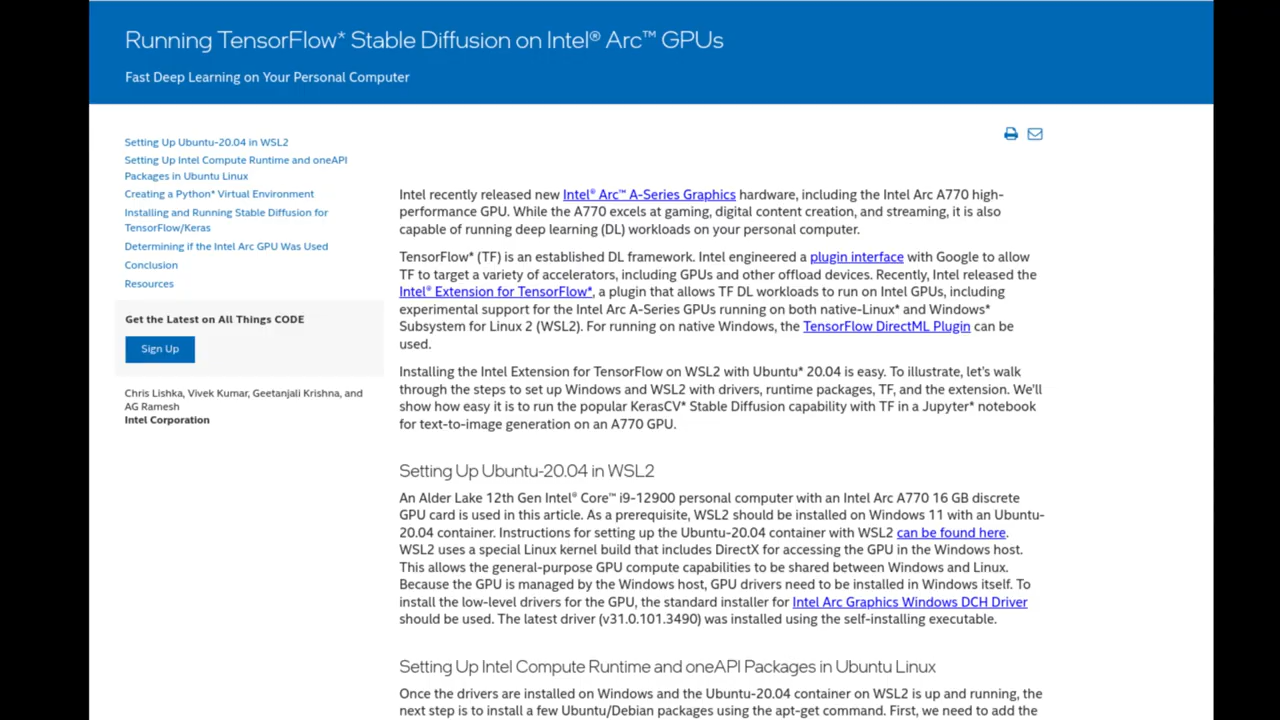 Running TensorFlow* Stable Diffusion on Intel® Arc™ GPUs
Fast Deep Learning on Your Personal Computer
Setting Up Ubuntu-20.04 in WSL2
Setting Up Intel Compute Runtime and oneAPI
Packages in Ubuntu Linux
Creating a Python* Virtual Environment
Installing and Running Stable Diffusion for
TensorFlow/Keras
Determining if the Intel Arc GPU Was Used
Conclusion
Resources
Get the Latest on All Things CODE
Sign Up
Chris Lishka, Vivek Kumar, Geetanjali Krishna, and
AG Ramesh
Intel Corporation
Intel recently released new Intel® Arc™ A-Series Graphics hardware, including the Intel Arc A770 high-
performance GPU. While the A770 excels at gaming, digital content creation, and streaming, it is also
capable of running deep learning (DL) workloads on your personal computer.
TensorFlow* (TF) is an established DL framework. Intel engineered a plugin interface with Google to allow
TF to target a variety of accelerators, including GPUs and other offload devices. Recently, Intel released the
Intel® Extension for TensorFlow*, a plugin that allows TF DL workloads to run on Intel GPUs, including
experimental support for the Intel Arc A-Series GPUs running on both native-Linux* and Windows*
Subsystem for Linux 2 (WSL2). For running on native Windows, the TensorFlow DirectML Plugin can be
used.
Installing the Intel Extension for TensorFlow on WSL2 with Ubuntu* 20.04 is easy. To illustrate, let's walk
through the steps to set up Windows and WSL2 with drivers, runtime packages, TF, and the extension. We'll
show how easy it is to run the popular KerasCV* Stable Diffusion capability with TF in a Jupyter* notebook
for text-to-image generation on an A770 GPU.
Setting Up Ubuntu-20.04 in WSL2
An Alder Lake 12th Gen Intel® Core™ i9-12900 personal computer with an Intel Arc A770 16 GB discrete
GPU card is used in this article. As a prerequisite, WSL2 should be installed on Windows 11 with an Ubuntu-
20.04 container. Instructions for setting up the Ubuntu-20.04 container with WSL2 can be found here.
WSL2 uses a special Linux kernel build that includes DirectX for accessing the GPU in the Windows host.
This allows the general-purpose GPU compute capabilities to be shared between Windows and Linux.
Because the GPU is managed by the Windows host, GPU drivers need to be installed in Windows itself. To
install the low-level drivers for the GPU, the standard installer for Intel Arc Graphics Windows DCH Driver
should be used. The latest driver (v31.0.101.3490) was installed using the self-installing executable.
Setting Up Intel Compute Runtime and oneAPI Packages in Ubuntu Linux
Once the drivers are installed on Windows and the Ubuntu-20.04 container on WSL2 is up and running, the
next step is to install a few Ubuntu/Debian packages using the apt-get command. First, we need to add the